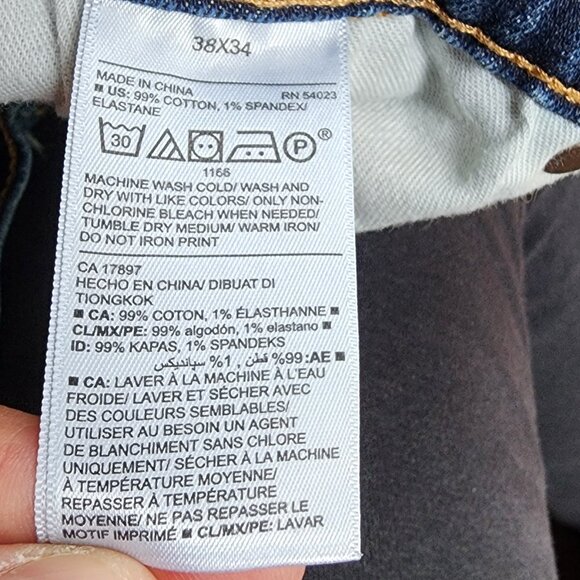 38X34
MADE IN CHINA RN 54023
■ US: 99% COTTON, 1% SPANDEX/
ELASTANE
30 P ®
1166
MACHINE WASH COLD/ WASH AND
DRY WITH LIKE COLORS/ ONLY NON-
CHLORINE BLEACH WHEN NEEDED/
TUMBLE DRY MEDIUM/ WARM IRON/
DO NOT IRON PRINT
CA 17897
HECHO EN CHINA/ DIBUAT DI
TIONGKOK
■ CA: 99% COTON, 1% ÉLASTHANNE ■
CL/MX/PE: 99% algodón, 1% elastano ■
ID: 99% KAPAS, 1% SPANDEKS
■ AE: 99% قطن , 1% سباندیکس
■ CA: LAVER À LA MACHINE À L'EAU
FROIDE/ LAVER ET SÉCHER AVEC
DES COULEURS SEMBLABLES/
UTILISER AU BESOIN UN AGENT
DE BLANCHIMENT SANS CHLORE
UNIQUEMENT/ SÉCHER À LA MACHINE
À TEMPÉRATURE MOYENNE/
REPASSER À TEMPÉRATURE
MOYENNE/ NE PAS REPASSER LE
MOTIF IMPRIMÉ ■ CL/MX/PE: LAVAR